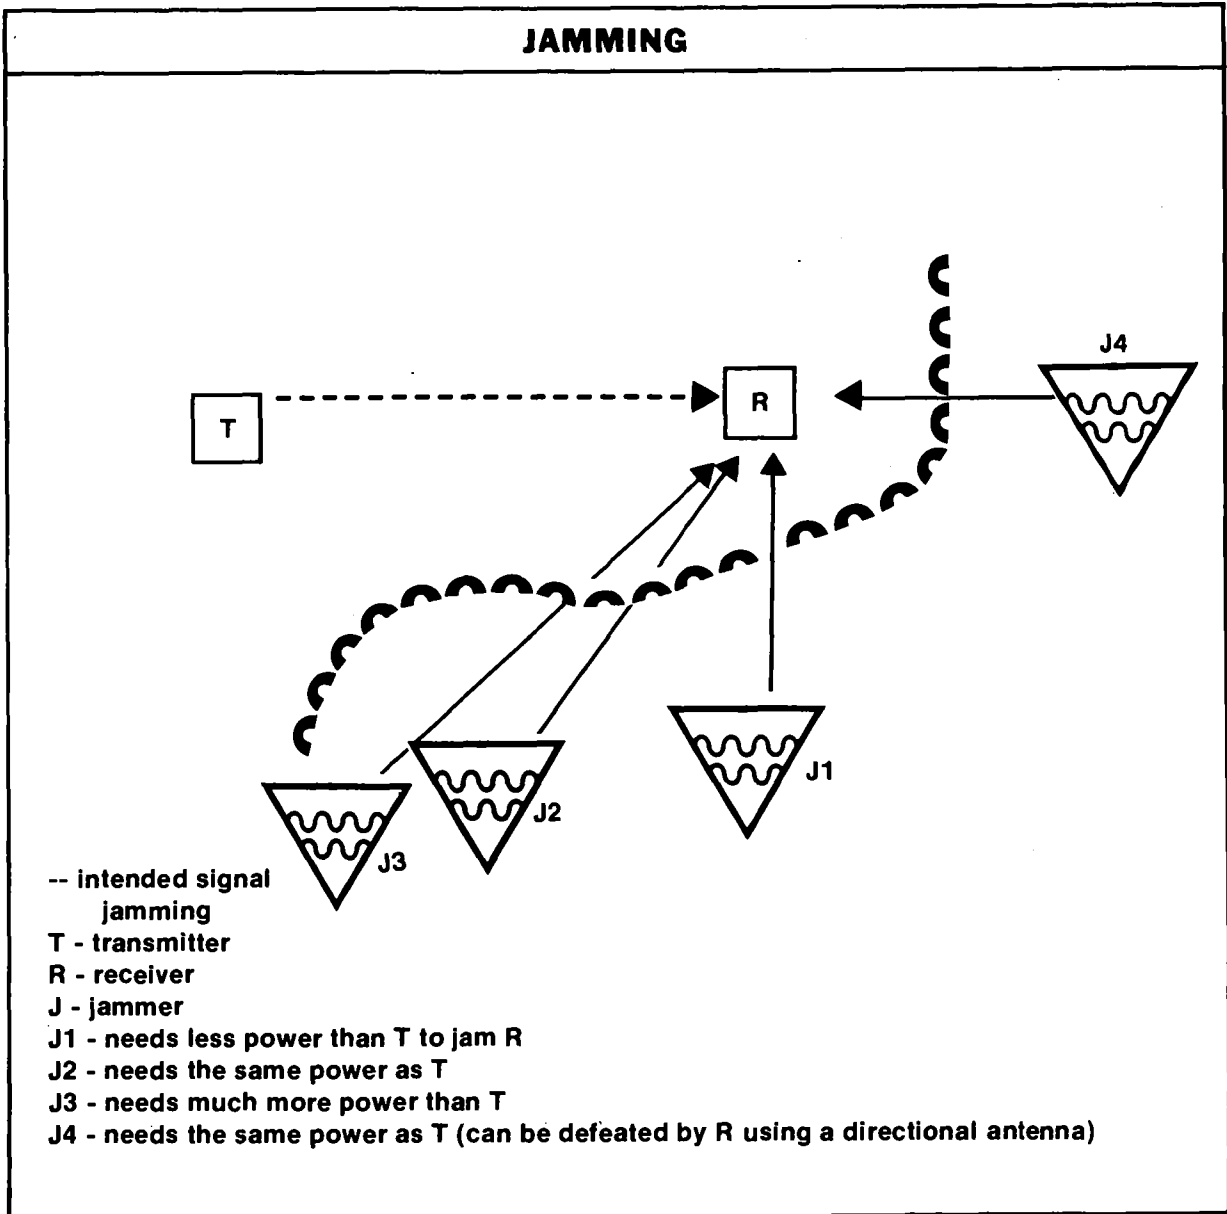 JAMMING
J4
T
R
J1
J2
J3
-- intended signal
jamming
T - transmitter
R - receiver
J - jammer
J1 - needs less power than T to jam R
J2 - needs the same power as T
J3 - needs much more power than T
J4 - needs the same power as T (can be defeated by R using a directional antenna)